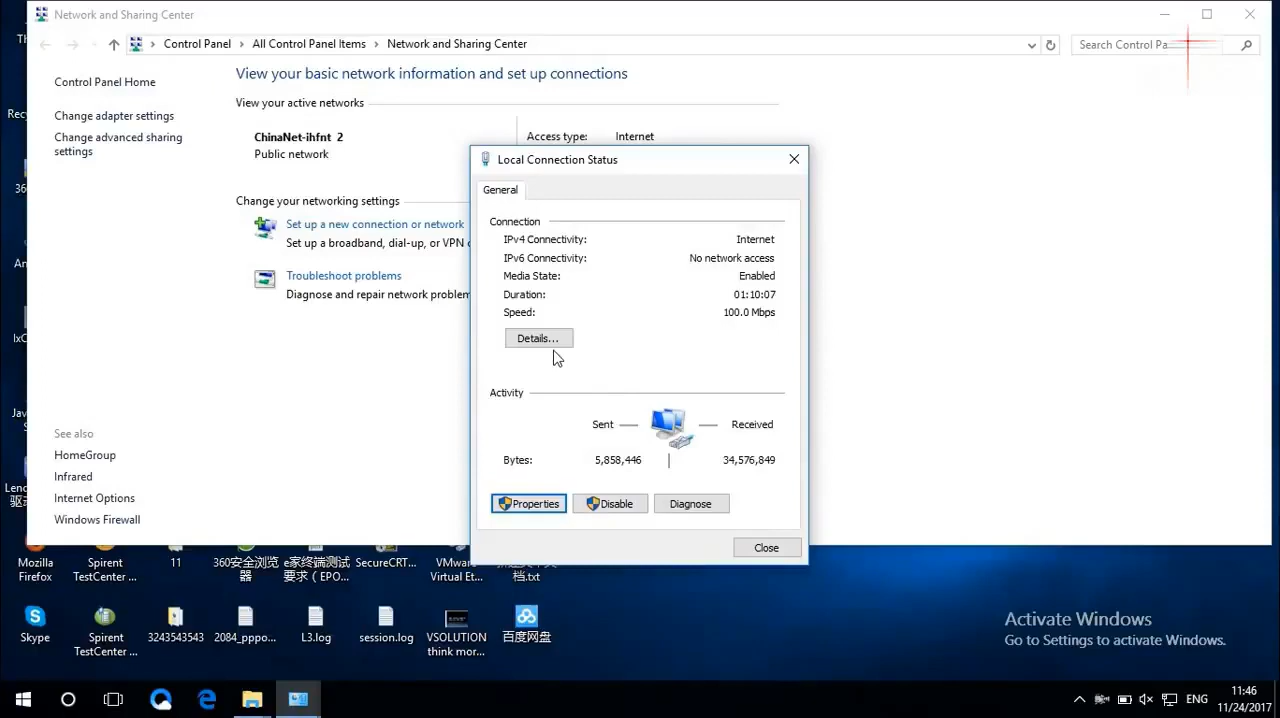 Network and Sharing Center
Control Panel
All Control Panel Items
Network and Sharing Center
Search Control Pa
Control Panel Home
Change adapter settings
Change advanced sharing
settings
View your basic network information and set up connections
View your active networks
ChinaNet-ihfnt 2
Public network
Access type:
Internet
Change your networking settings
Set up a new connection or network
Set up a broadband, dial-up, or VPN
Troubleshoot problems
Diagnose and repair network problem
See also
HomeGroup
Infrared
Internet Options
Windows Firewall
Local Connection Status
General
Connection
IPv4 Connectivity: Internet
IPv6 Connectivity: No network access
Media State: Enabled
Duration: 01:10:07
Speed: 100.0 Mbps
Details...
Activity
Sent
Received
Bytes: 5,858,446 34,576,849
Properties
Disable
Diagnose
Close
Mozilla
Firefox
Spirent
TestCenter ...
11
360安全浏览
器
e家终端测试
要求（EPO...
SecureCRT...
VMware
Virtual Et...
档.txt
Skype
Spirent
TestCenter ...
3243543543
2084_pppo...
L3.log
session.log
VSOLUTION
think mor...
百度网盘
Activate Windows
Go to Settings to activate Windows.
ENG
11:46
11/24/2017